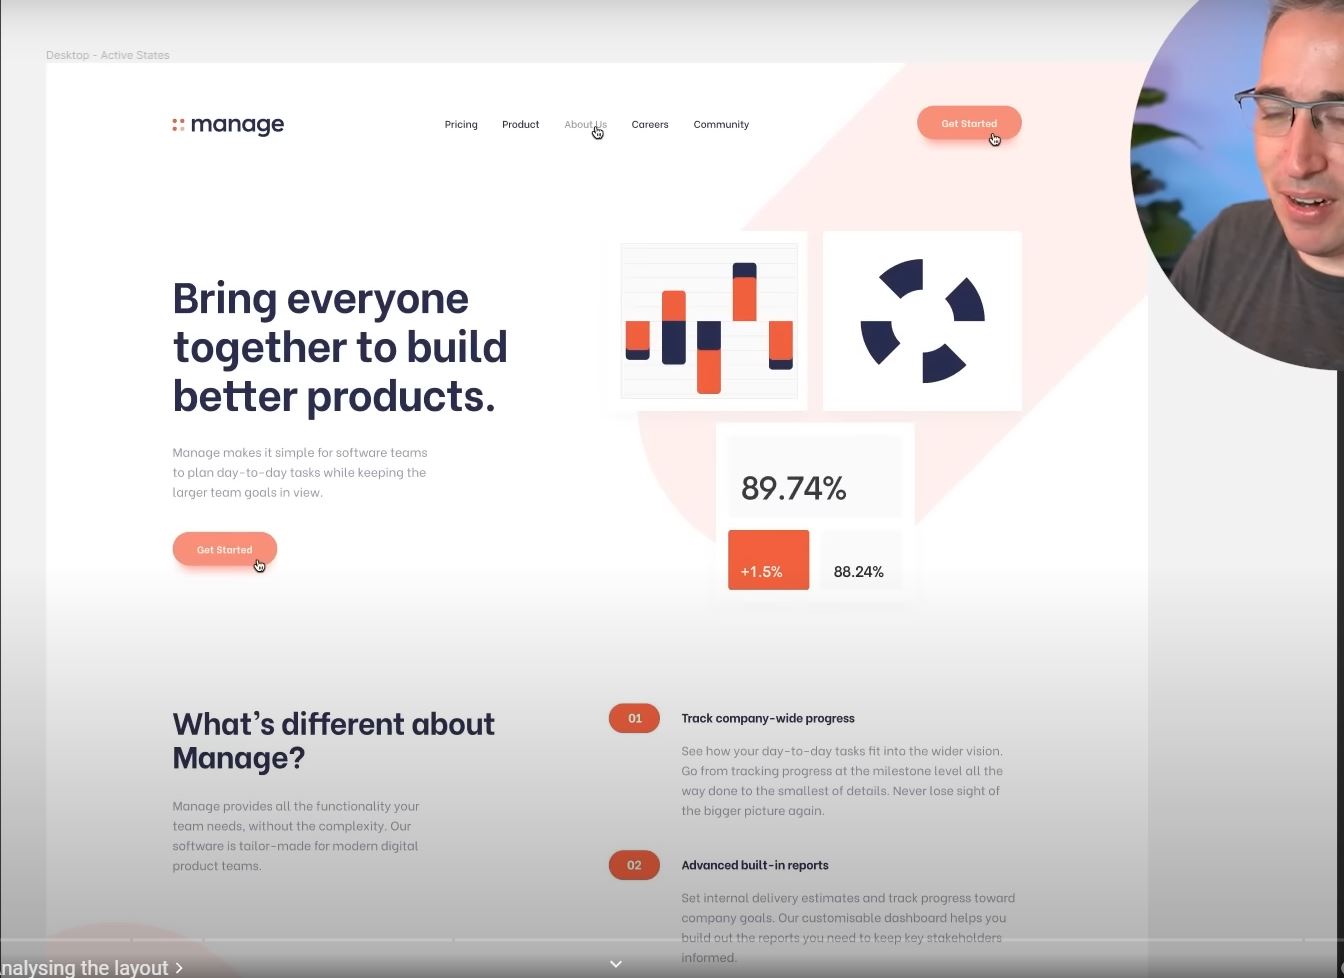 Desktop - Active States
manage
Pricing Product About Us Careers Community
Get Started
Bring everyone
together to build
better products.
Manage makes it simple for software teams
to plan day-to-day tasks while keeping the
larger team goals in view.
Get Started
89.74%
+1.5%
88.24%
What's different about
Manage?
Manage provides all the functionality your
team needs, without the complexity. Our
software is tailor-made for modern digital
product teams.
01
Track company-wide progress
See how your day-to-day tasks fit into the wider vision.
Go from tracking progress at the milestone level all the
way done to the smallest of details. Never lose sight of
the bigger picture again.
02
Advanced built-in reports
Set internal delivery estimates and track progress toward
company goals. Our customisable dashboard helps you
build out the reports you need to keep key stakeholders
informed.
nalysing the layout